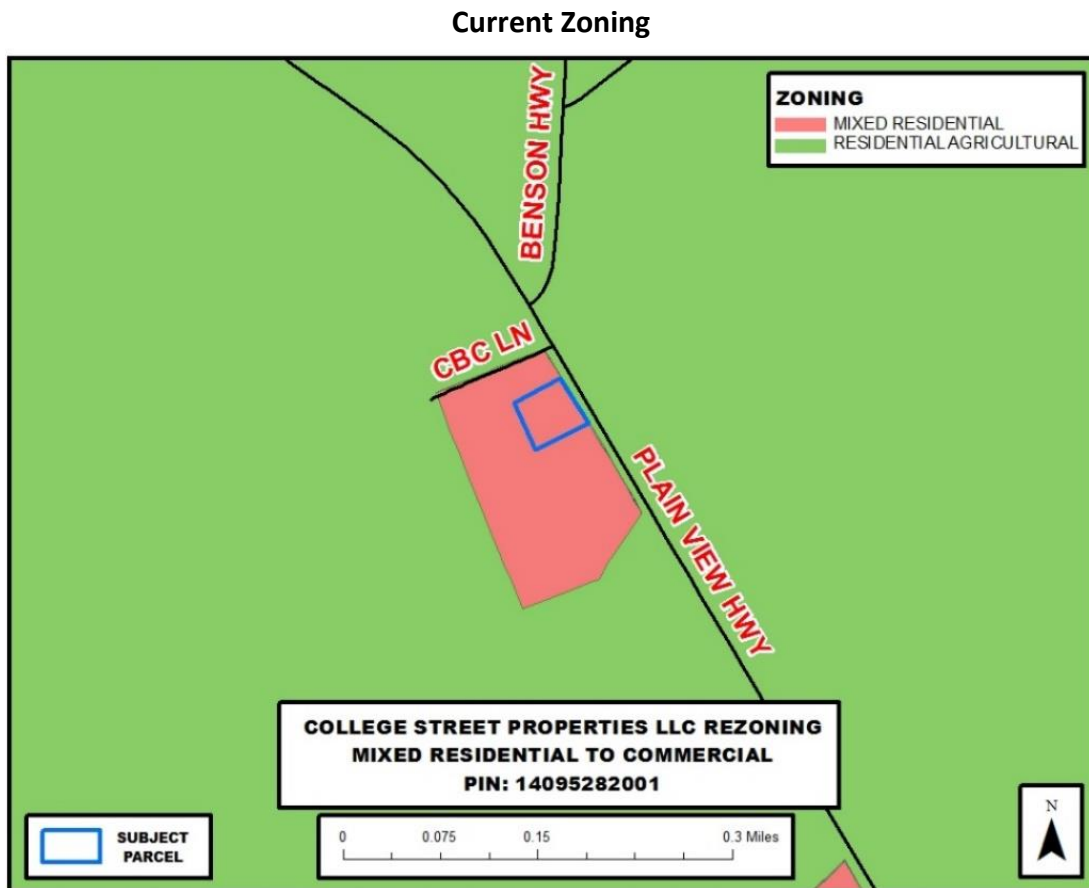 Current Zoning
BENSON HWY
ZONING
MIXED RESIDENTIAL
RESIDENTIAL AGRICULTURAL
CBC LN
PLAIN VIEW HWY
COLLEGE STREET PROPERTIES LLC REZONING
MIXED RESIDENTIAL TO COMMERCIAL
PIN: 14095282001
SUBJECT
PARCEL
0 0.075 0.15 0.3 Miles
N